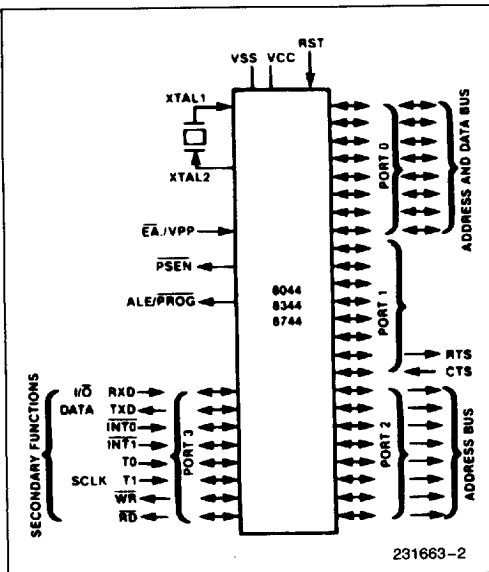 RST
VSS VCC
XTAL1
XTAL2
EA./VPP
PSEN
ALE/PROG
8044
8344
8744
PORT 0
ADDRESS AND DATA BUS
PORT 1
RTS
CTS
PORT 2
ADDRESS BUS
SECONDARY FUNCTIONS
I/O RXD
DATA TXD
INT0
INT1
T0
SCLK T1
WR
RD
PORT 3
231663-2